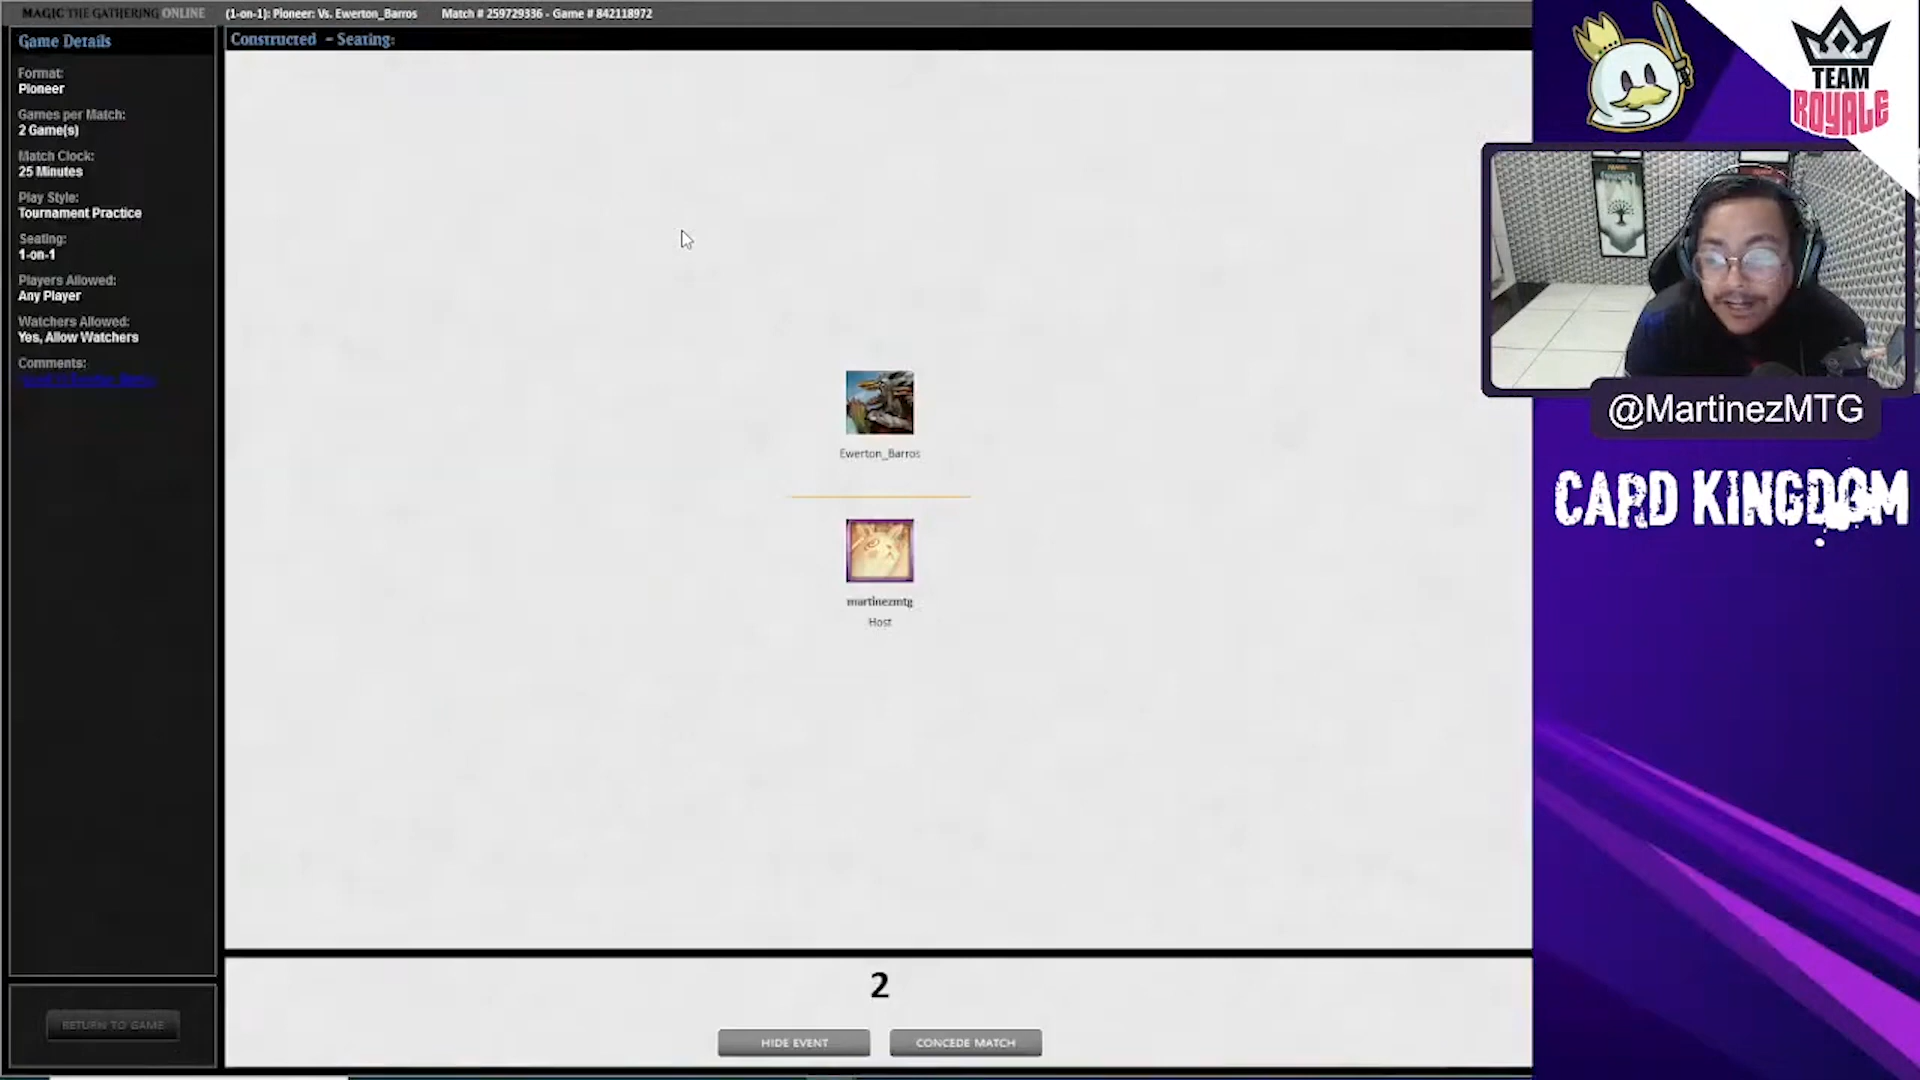 MAGIC THE GATHERING ONLINE
(1-on-1): Pioneer: Vs. Ewerton_Barros
Match # 259729336 - Game # 842118972
Game Details
Constructed - Seating:
Format:
Pioneer
Games per Match:
2 Game(s)
Match Clock:
25 Minutes
Play Style:
Tournament Practice
Seating:
1-on-1
Players Allowed:
Any Player
Watchers Allowed:
Yes, Allow Watchers
Comments:
Ewerton_Barros
martinezmtg
Host
2
HIDE EVENT
CONCEDE MATCH
RETURN TO GAME
TEAM
ROYALE
@MartinezMTG
CARD KINGDOM